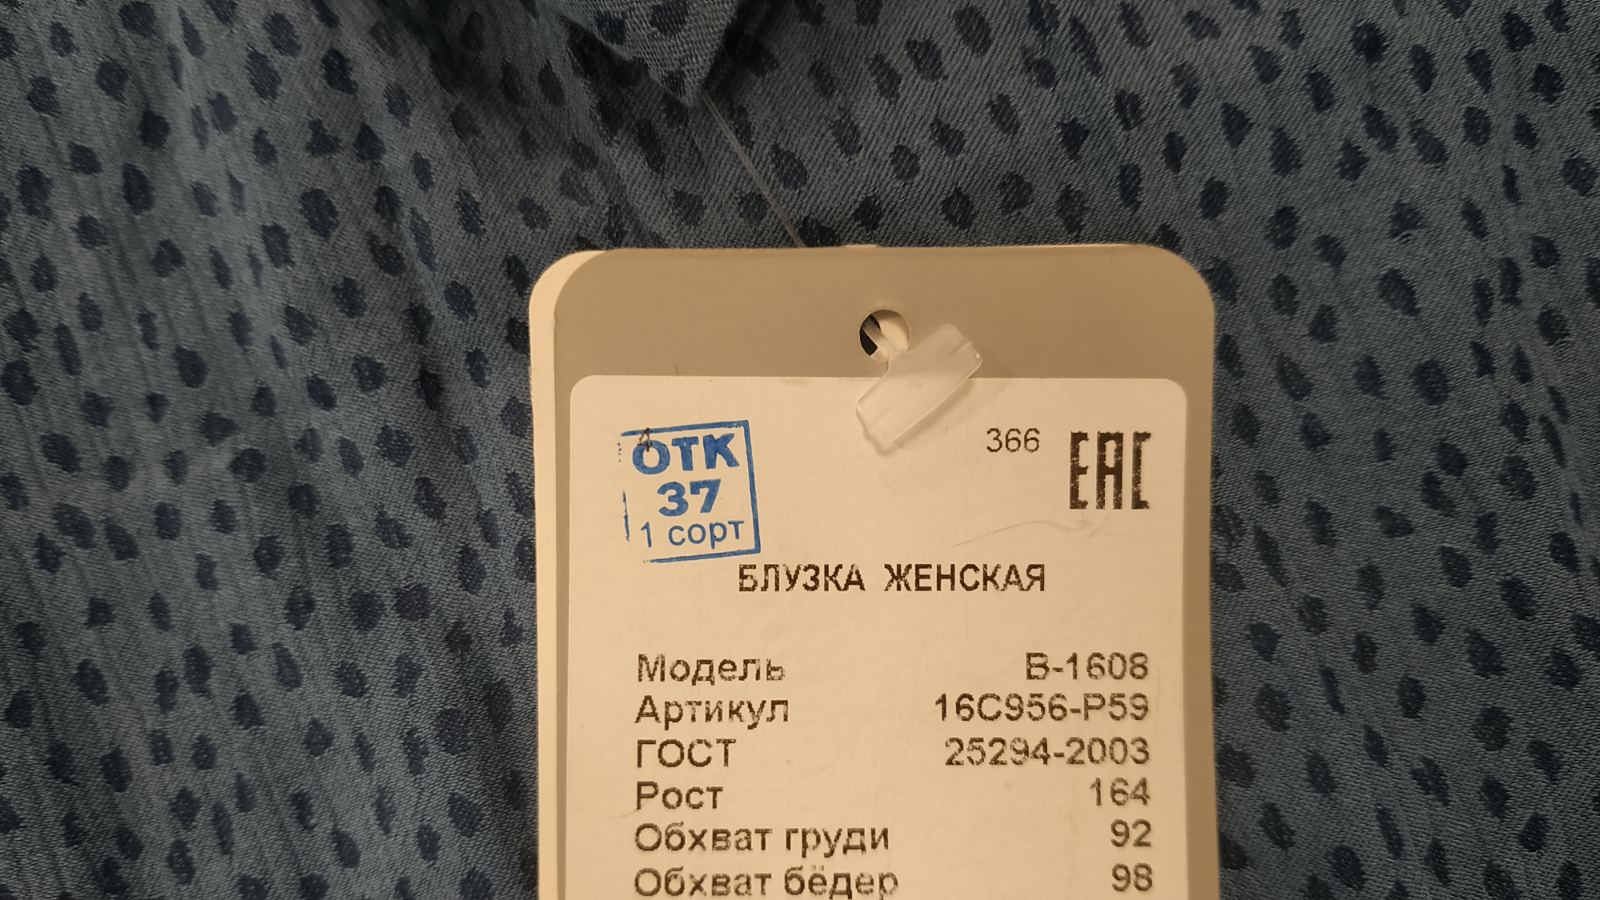 ОТК
37
1 сорт
366 EAC
БЛУЗКА ЖЕНСКАЯ
Модель В-1608
Артикул 16С956-Р59
ГОСТ 25294-2003
Рост 164
Обхват груди 92
Обхват бёдер 98